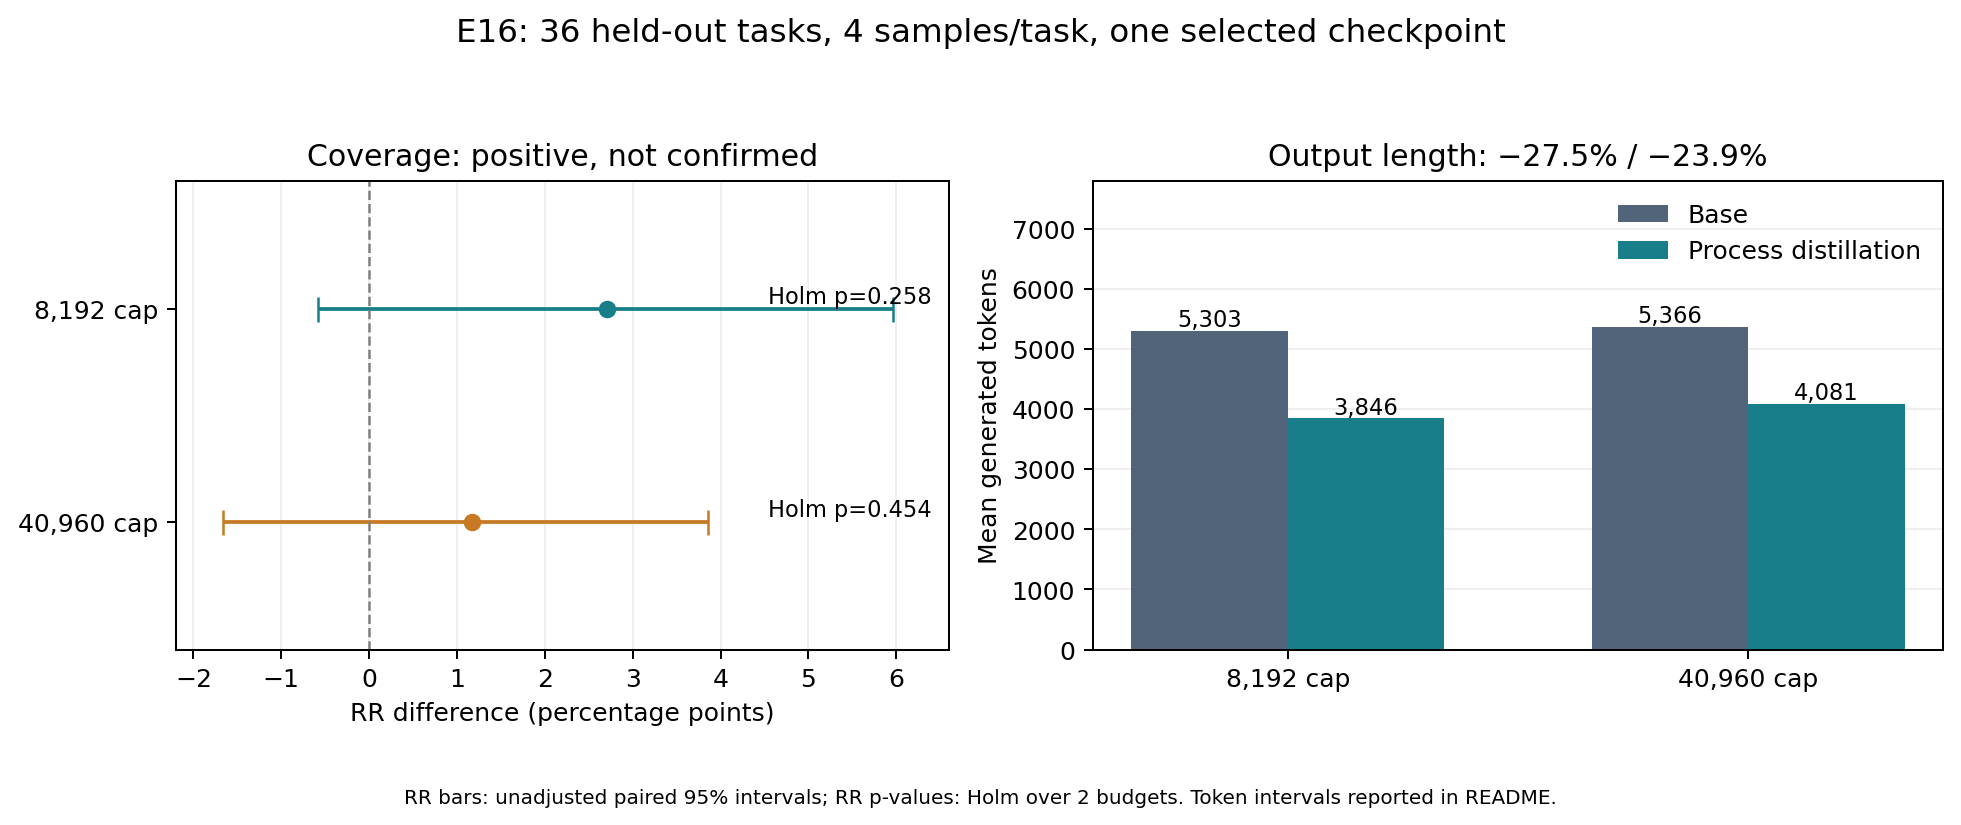 E16: 36 held-out tasks, 4 samples/task, one selected checkpoint
Coverage: positive, not confirmed
8,192 cap
40,960 cap
Holm p=0.258
Holm p=0.454
−2 −1 0 1 2 3 4 5 6
RR difference (percentage points)
Output length: −27.5% / −23.9%
Base
Process distillation
Mean generated tokens
7000
6000
5000
4000
3000
2000
1000
0
5,303
3,846
5,366
4,081
8,192 cap
40,960 cap
RR bars: unadjusted paired 95% intervals; RR p-values: Holm over 2 budgets. Token intervals reported in README.